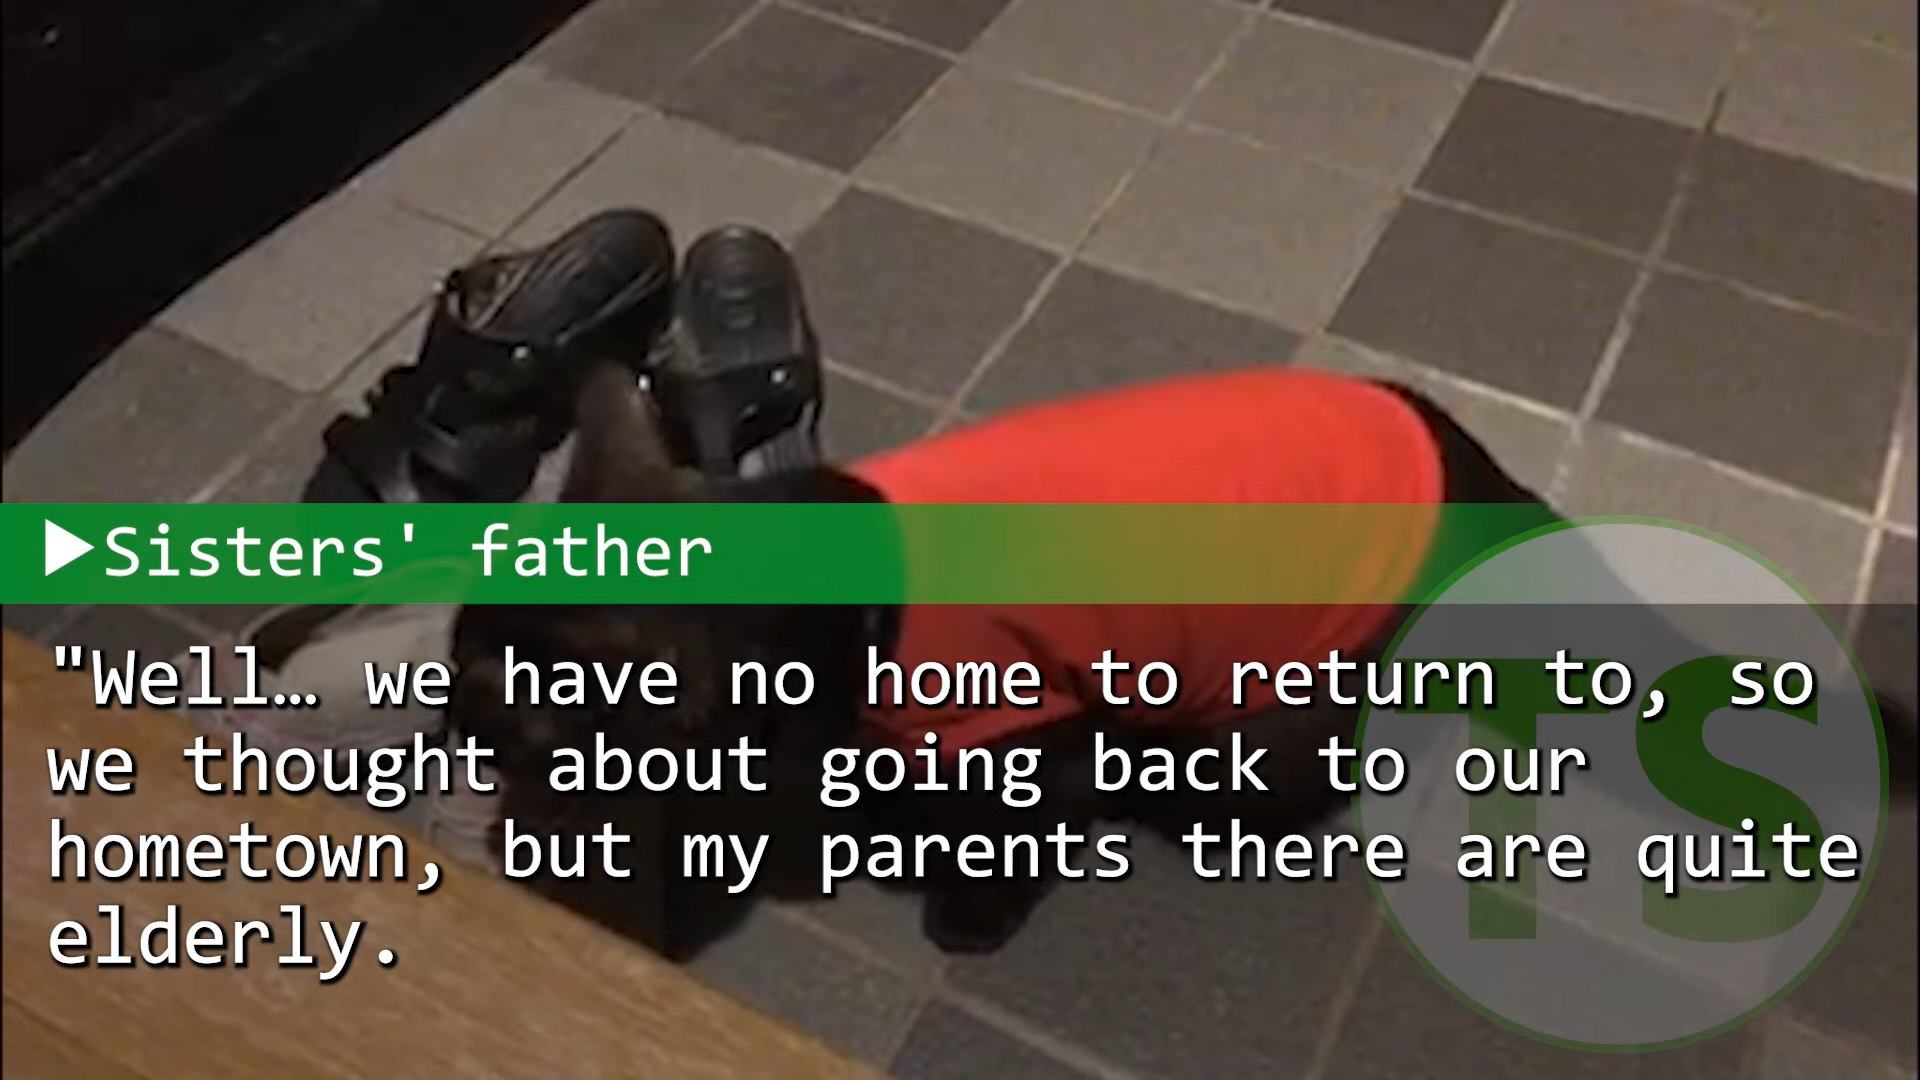 ▶Sisters' father
"Well… we have no home to return to, so
we thought about going back to our
hometown, but my parents there are quite
elderly.
TS